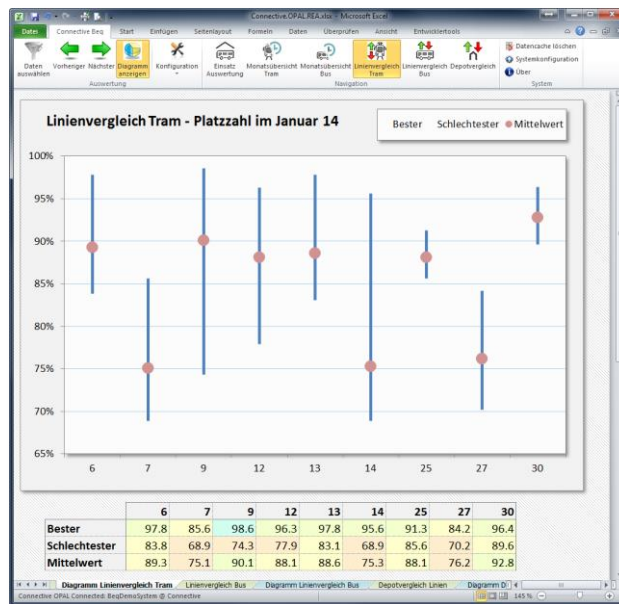 Connective.OPAL.REA.xlsx - Microsoft Excel
Datei Connective Beq Start Einfügen Seitenlayout Formeln Daten Überprüfen Ansicht Entwicklertools
Daten auswählen Vorheriger Nächster Diagramm anzeigen Konfiguration Einsatz Auswertung Monatsübersicht Tram Monatsübersicht Bus Linienvergleich Tram Linienvergleich Bus Depotvergleich
Datencache löschen
Systemkonfiguration
Über
Auswertung Navigation System
Linienvergleich Tram - Platzzahl im Januar 14
Bester Schlechtester Mittelwert
100%
95%
90%
85%
80%
75%
70%
65%
6 7 9 12 13 14 25 27 30
6 7 9 12 13 14 25 27 30
Bester 97.8 85.6 98.6 96.3 97.8 95.6 91.3 84.2 96.4
Schlechtester 83.8 68.9 74.3 77.9 83.1 68.9 85.6 70.2 89.6
Mittelwert 89.3 75.1 90.1 88.1 88.6 75.3 88.1 76.2 92.8
Diagramm Linienvergleich Tram Linienvergleich Bus Diagramm Linienvergleich Bus Depotvergleich Linien Diagramm D
Connective OPAL Connected: BeqDemoSystem @ Connective 145 %